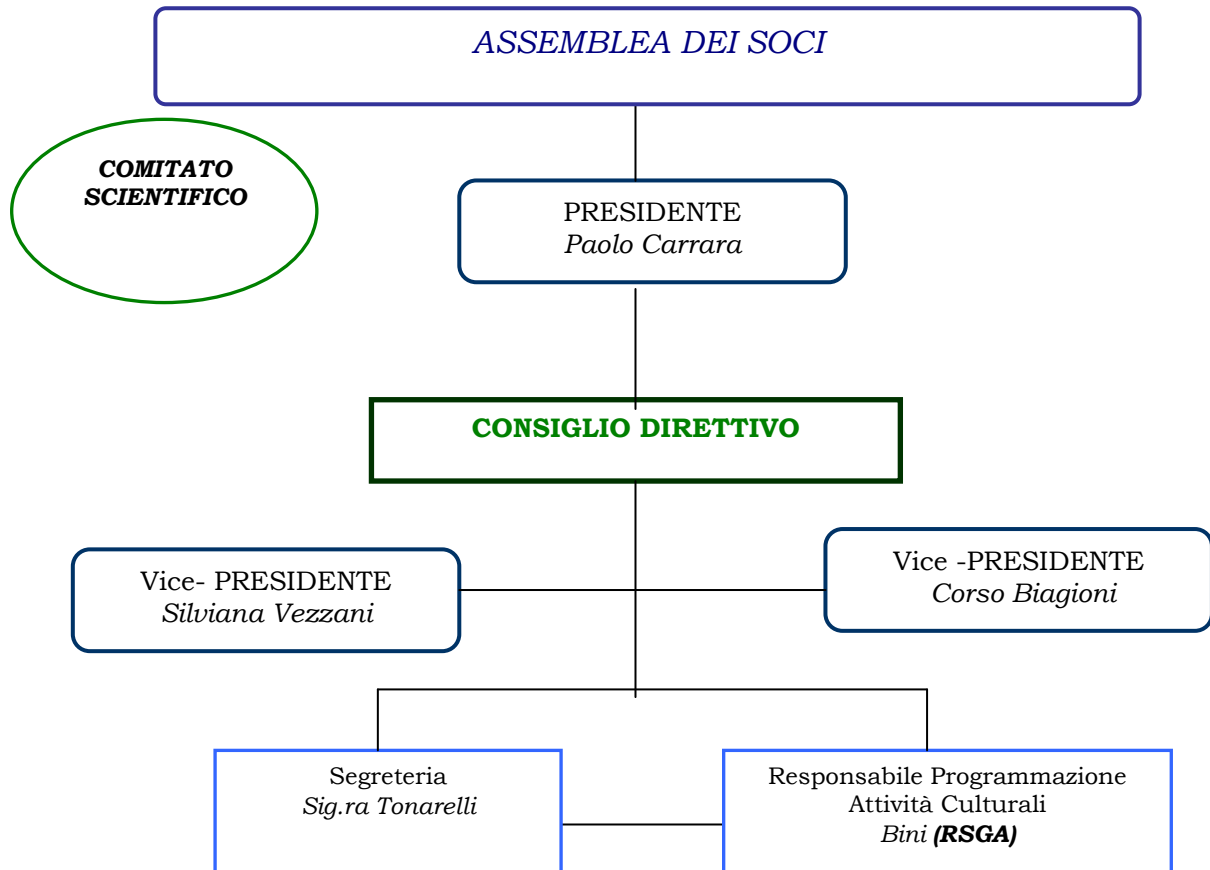 ASSEMBLEA DEI SOCI
COMITATO
SCIENTIFICO
PRESIDENTE
Paolo Carrara
CONSIGLIO DIRETTIVO
Vice- PRESIDENTE
Silviana Vezzani
Vice -PRESIDENTE
Corso Biagioni
Segreteria
Sig.ra Tonarelli
Responsabile Programmazione
Attività Culturali
Bini (RSGA)